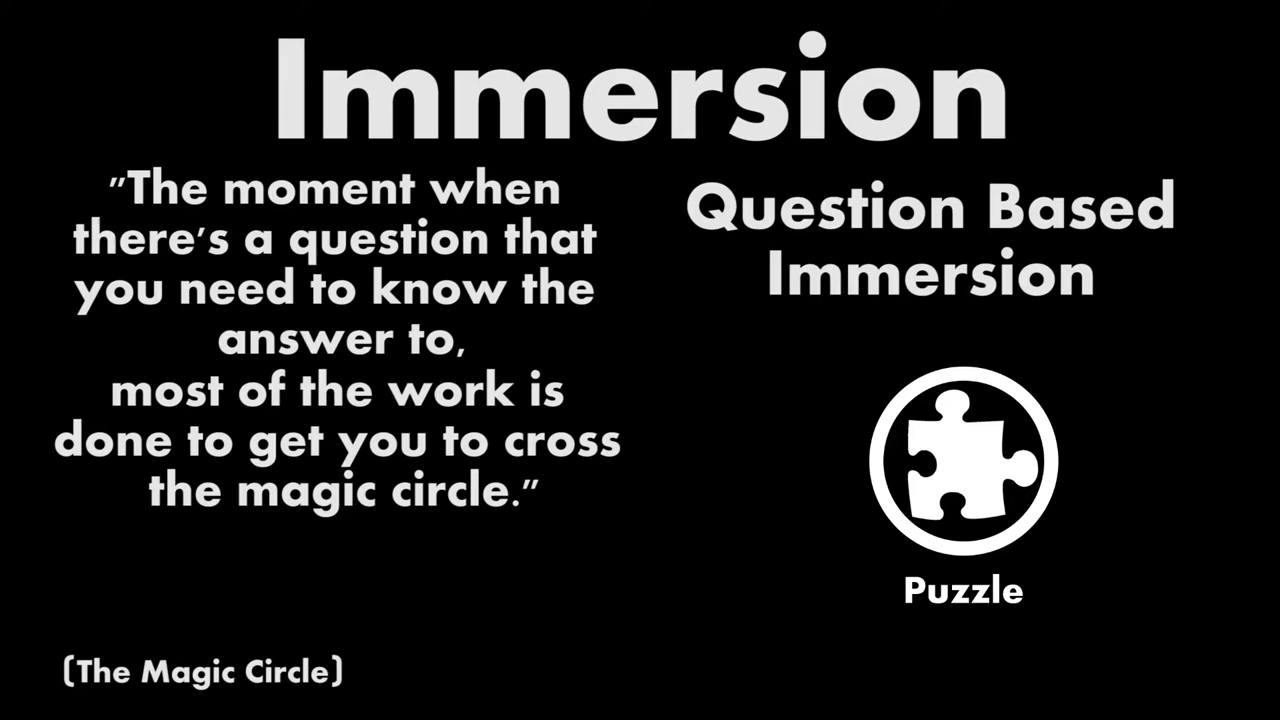 Immersion
"The moment when
there's a question that
you need to know the
answer to,
most of the work is
done to get you to cross
the magic circle."
Question Based
Immersion
Puzzle
(The Magic Circle)